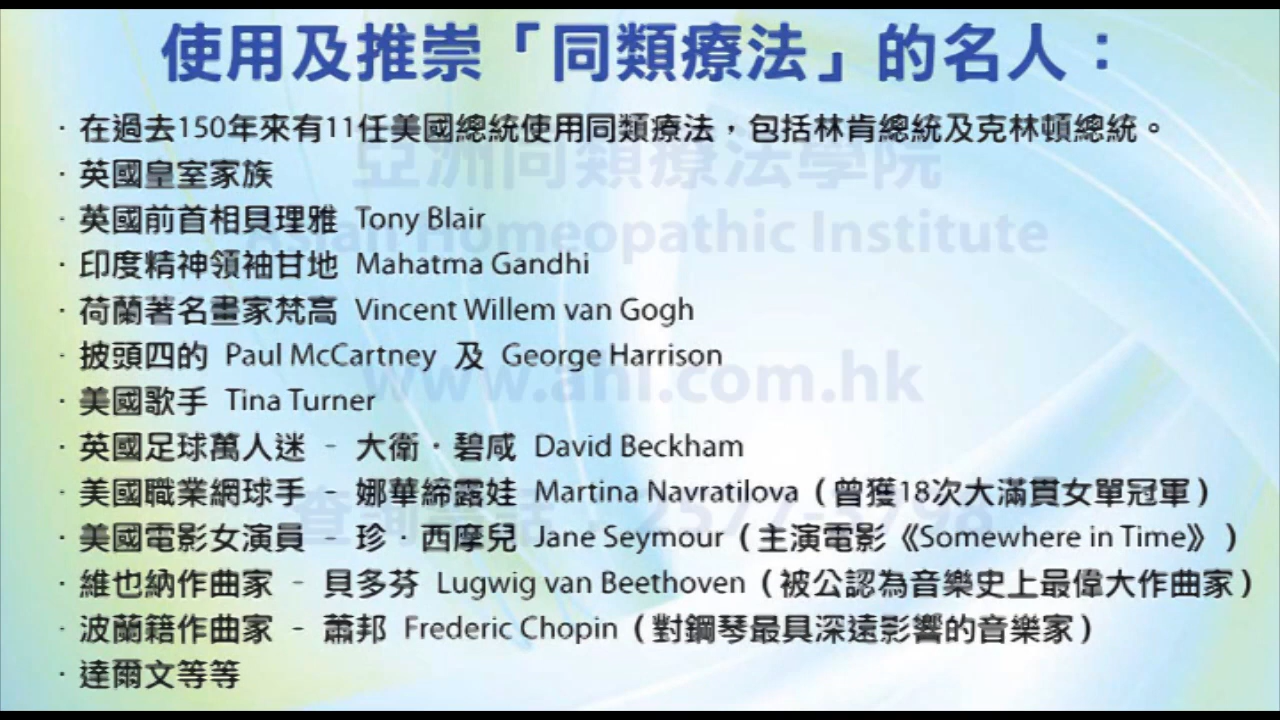 使用及推崇「同類療法」的名人：
· 在過去150年來有11任美國總統使用同類療法，包括林肯總統及克林頓總統。
亞洲同類療法學院
· 英國皇室家族
· 英國前首相貝理雅 Tony Blair
Asian Homeopathic Institute
· 印度精神領袖甘地 Mahatma Gandhi
· 荷蘭著名畫家梵高 Vincent Willem van Gogh
· 披頭四的 Paul McCartney 及 George Harrison
www.ahi.com.hk
· 美國歌手 Tina Turner
· 英國足球萬人迷 - 大衛·碧咸 David Beckham
· 美國職業網球手 - 娜華締露娃 Martina Navratilova（曾獲18次大滿貫女單冠軍）
· 美國電影女演員 - 珍·西摩兒 Jane Seymour（主演電影《Somewhere in Time》）
· 維也納作曲家 - 貝多芬 Lugwig van Beethoven（被公認為音樂史上最偉大作曲家）
· 波蘭籍作曲家 - 蕭邦 Frederic Chopin（對鋼琴最具深遠影響的音樂家）
· 達爾文等等